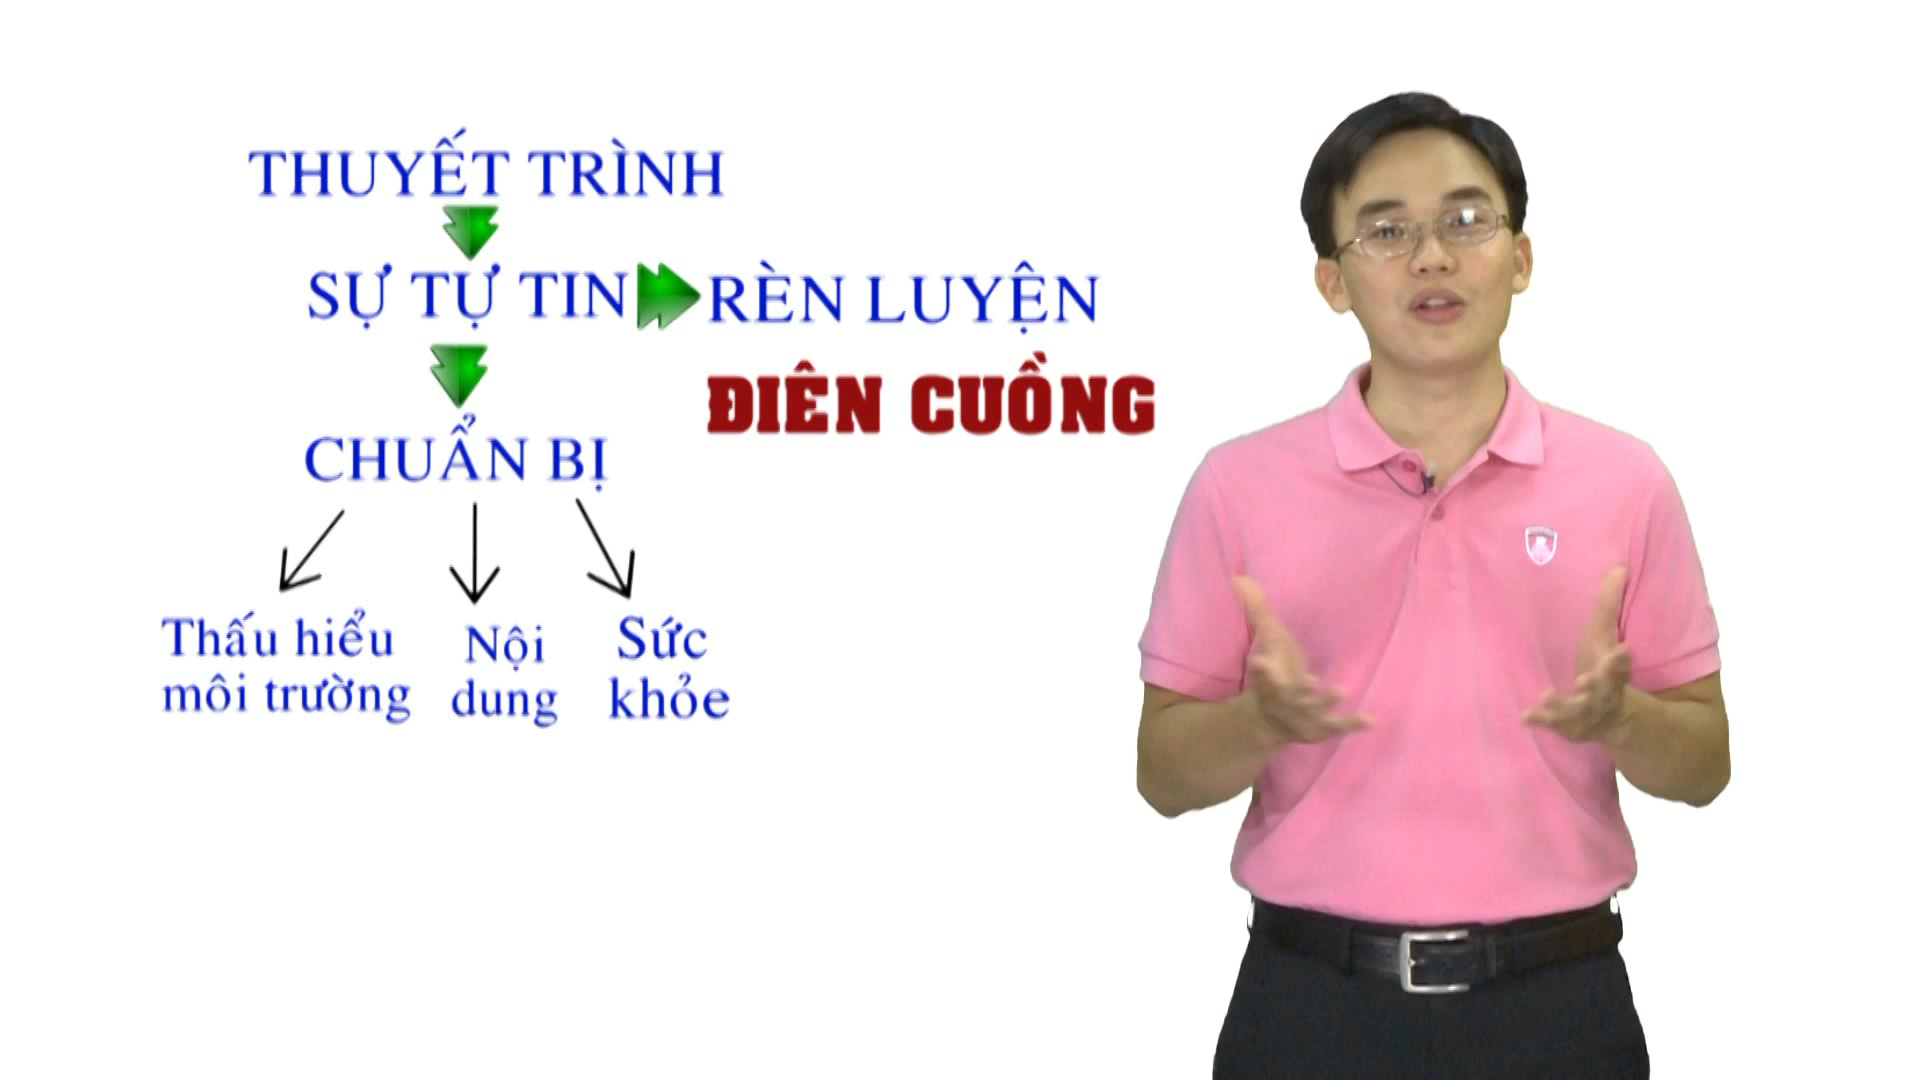 THUYẾT TRÌNH
SỰ TỰ TIN
RÈN LUYỆN
ĐIÊN CUỒNG
CHUẨN BỊ
Thấu hiểu
môi trường
Nội
dung
Sức
khỏe